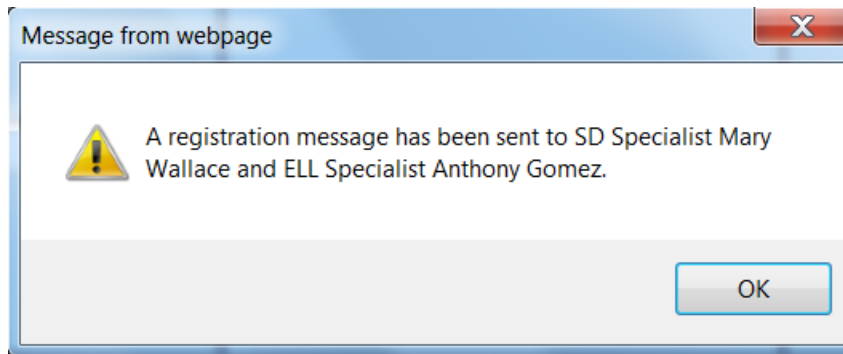 Message from webpage
A registration message has been sent to SD Specialist Mary
Wallace and ELL Specialist Anthony Gomez.
OK